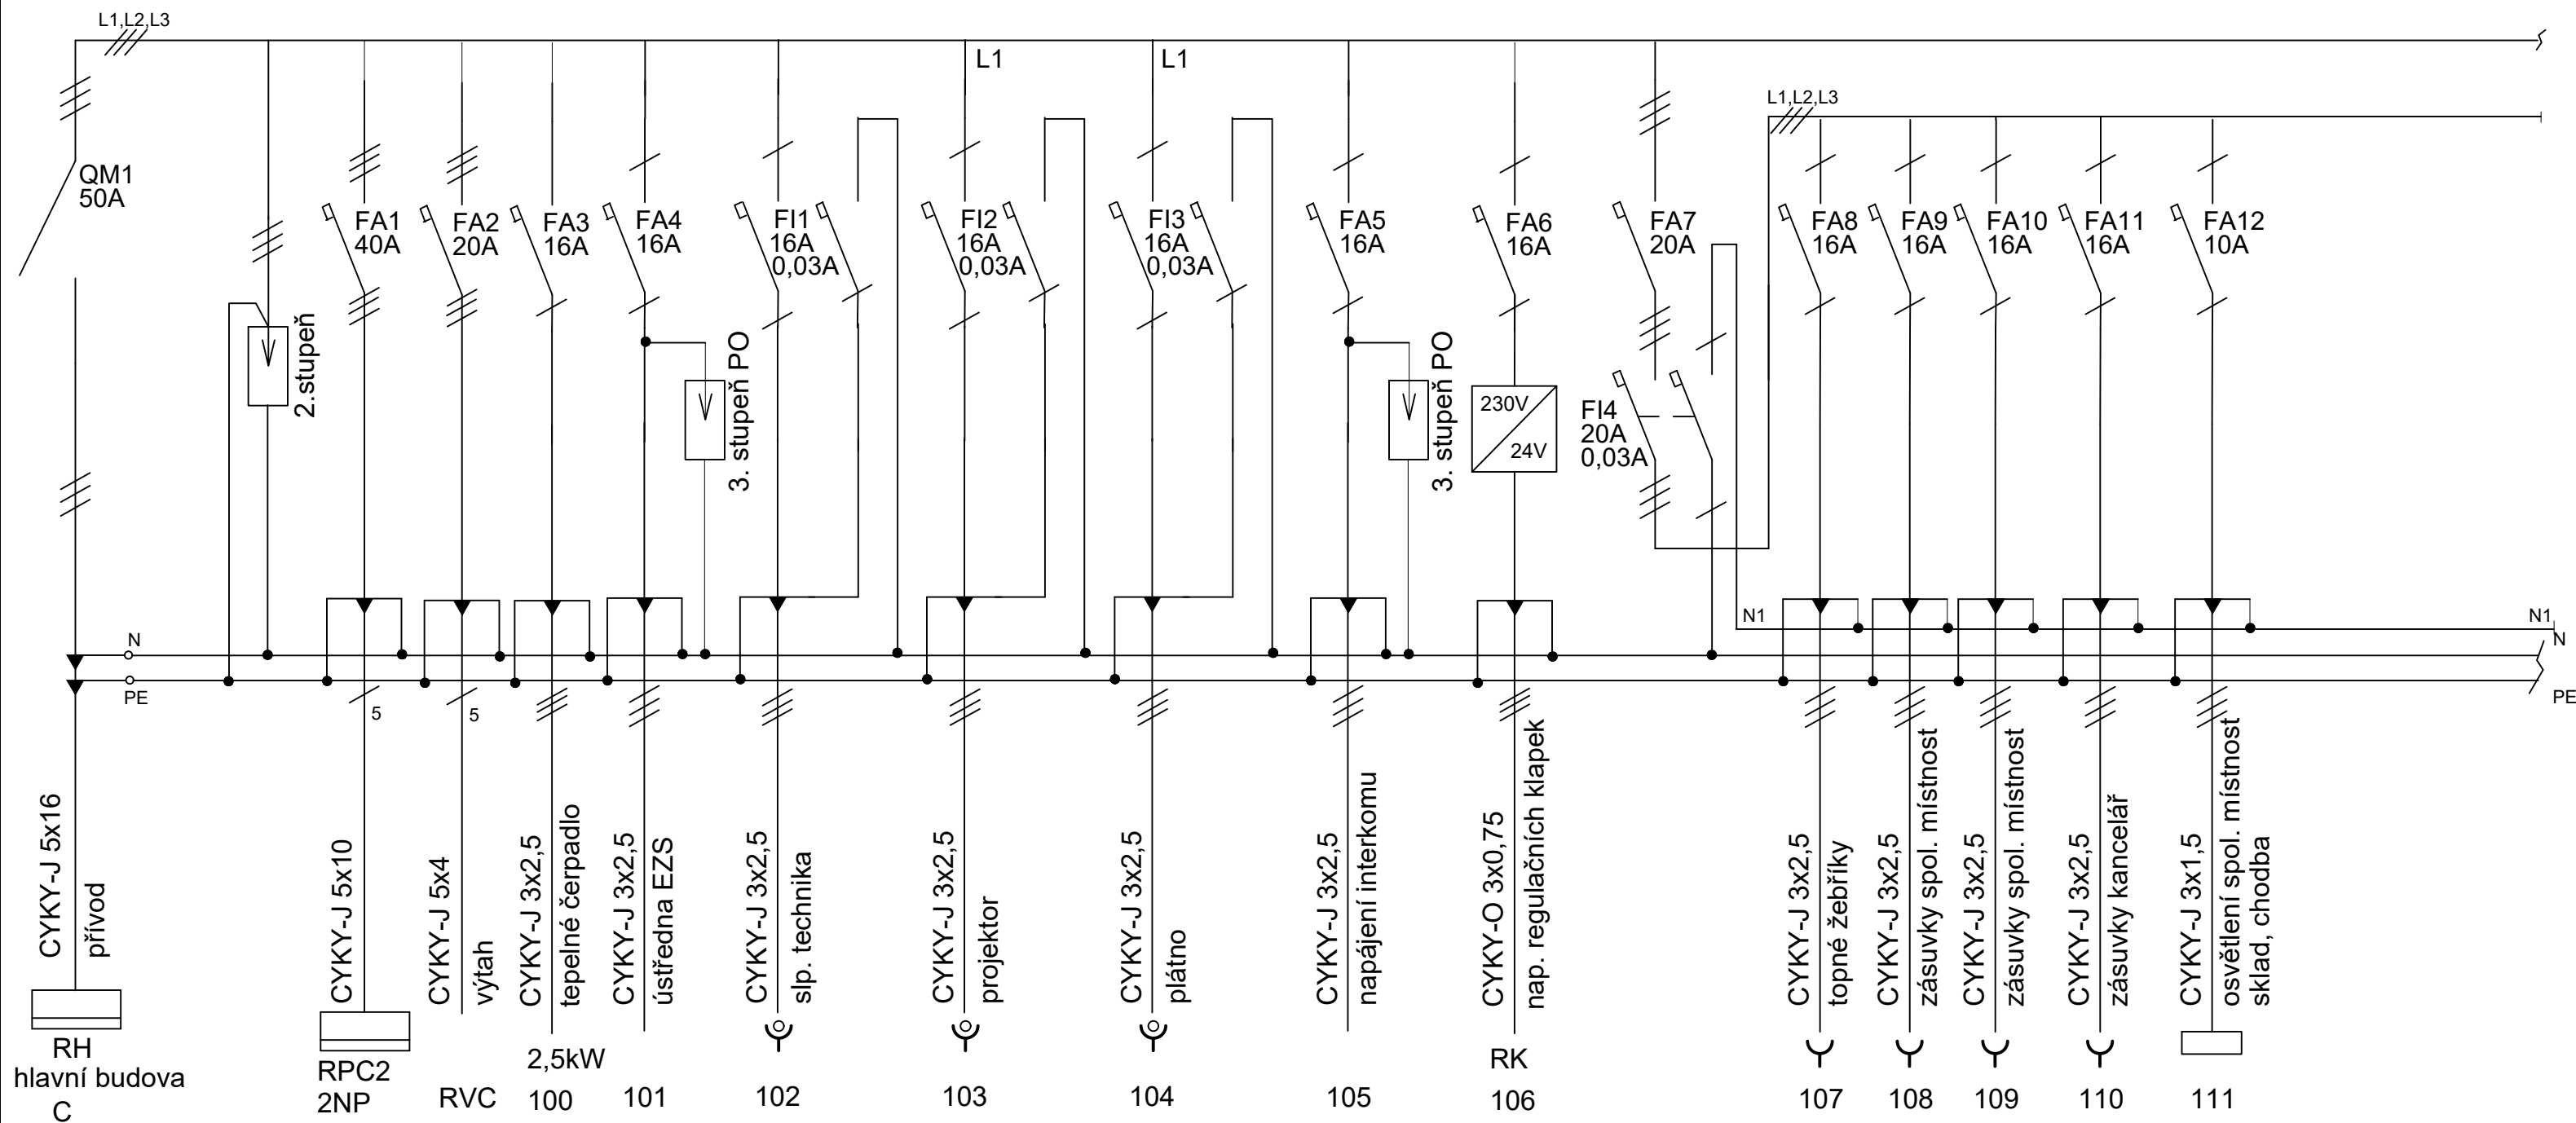 L1,L2,L3
L1
L1
L1,L2,L3
QM1
50A
FA1
40A
FA2
20A
FA3
16A
FA4
16A
FI1
16A
0,03A
FI2
16A
0,03A
FI3
16A
0,03A
FA5
16A
FA6
16A
FA7
20A
FA8
16A
FA9
16A
FA10
16A
FA11
16A
FA12
10A
2.stupeň
3. stupeň PO
3. stupeň PO
230V
24V
FI4
20A
0,03A
N
PE
N1
N1
N
PE
5
5
CYKY-J 5x16
přívod
CYKY-J 5x10
CYKY-J 5x4
výtah
CYKY-J 3x2,5
tepelné čerpadlo
CYKY-J 3x2,5
ústředna EZS
CYKY-J 3x2,5
slp. technika
CYKY-J 3x2,5
projektor
CYKY-J 3x2,5
plátno
CYKY-J 3x2,5
napájení interkomu
CYKY-O 3x0,75
nap. regulačních klapek
CYKY-J 3x2,5
topné žebříky
CYKY-J 3x2,5
zásuvky spol. místnost
CYKY-J 3x2,5
zásuvky spol. místnost
CYKY-J 3x2,5
zásuvky kancelář
CYKY-J 3x1,5
osvětlení spol. místnost
sklad, chodba
RH
hlavní budova
C
RPC2
2NP
RVC
2,5kW
100
101
102
103
104
105
RK
106
107
108
109
110
111